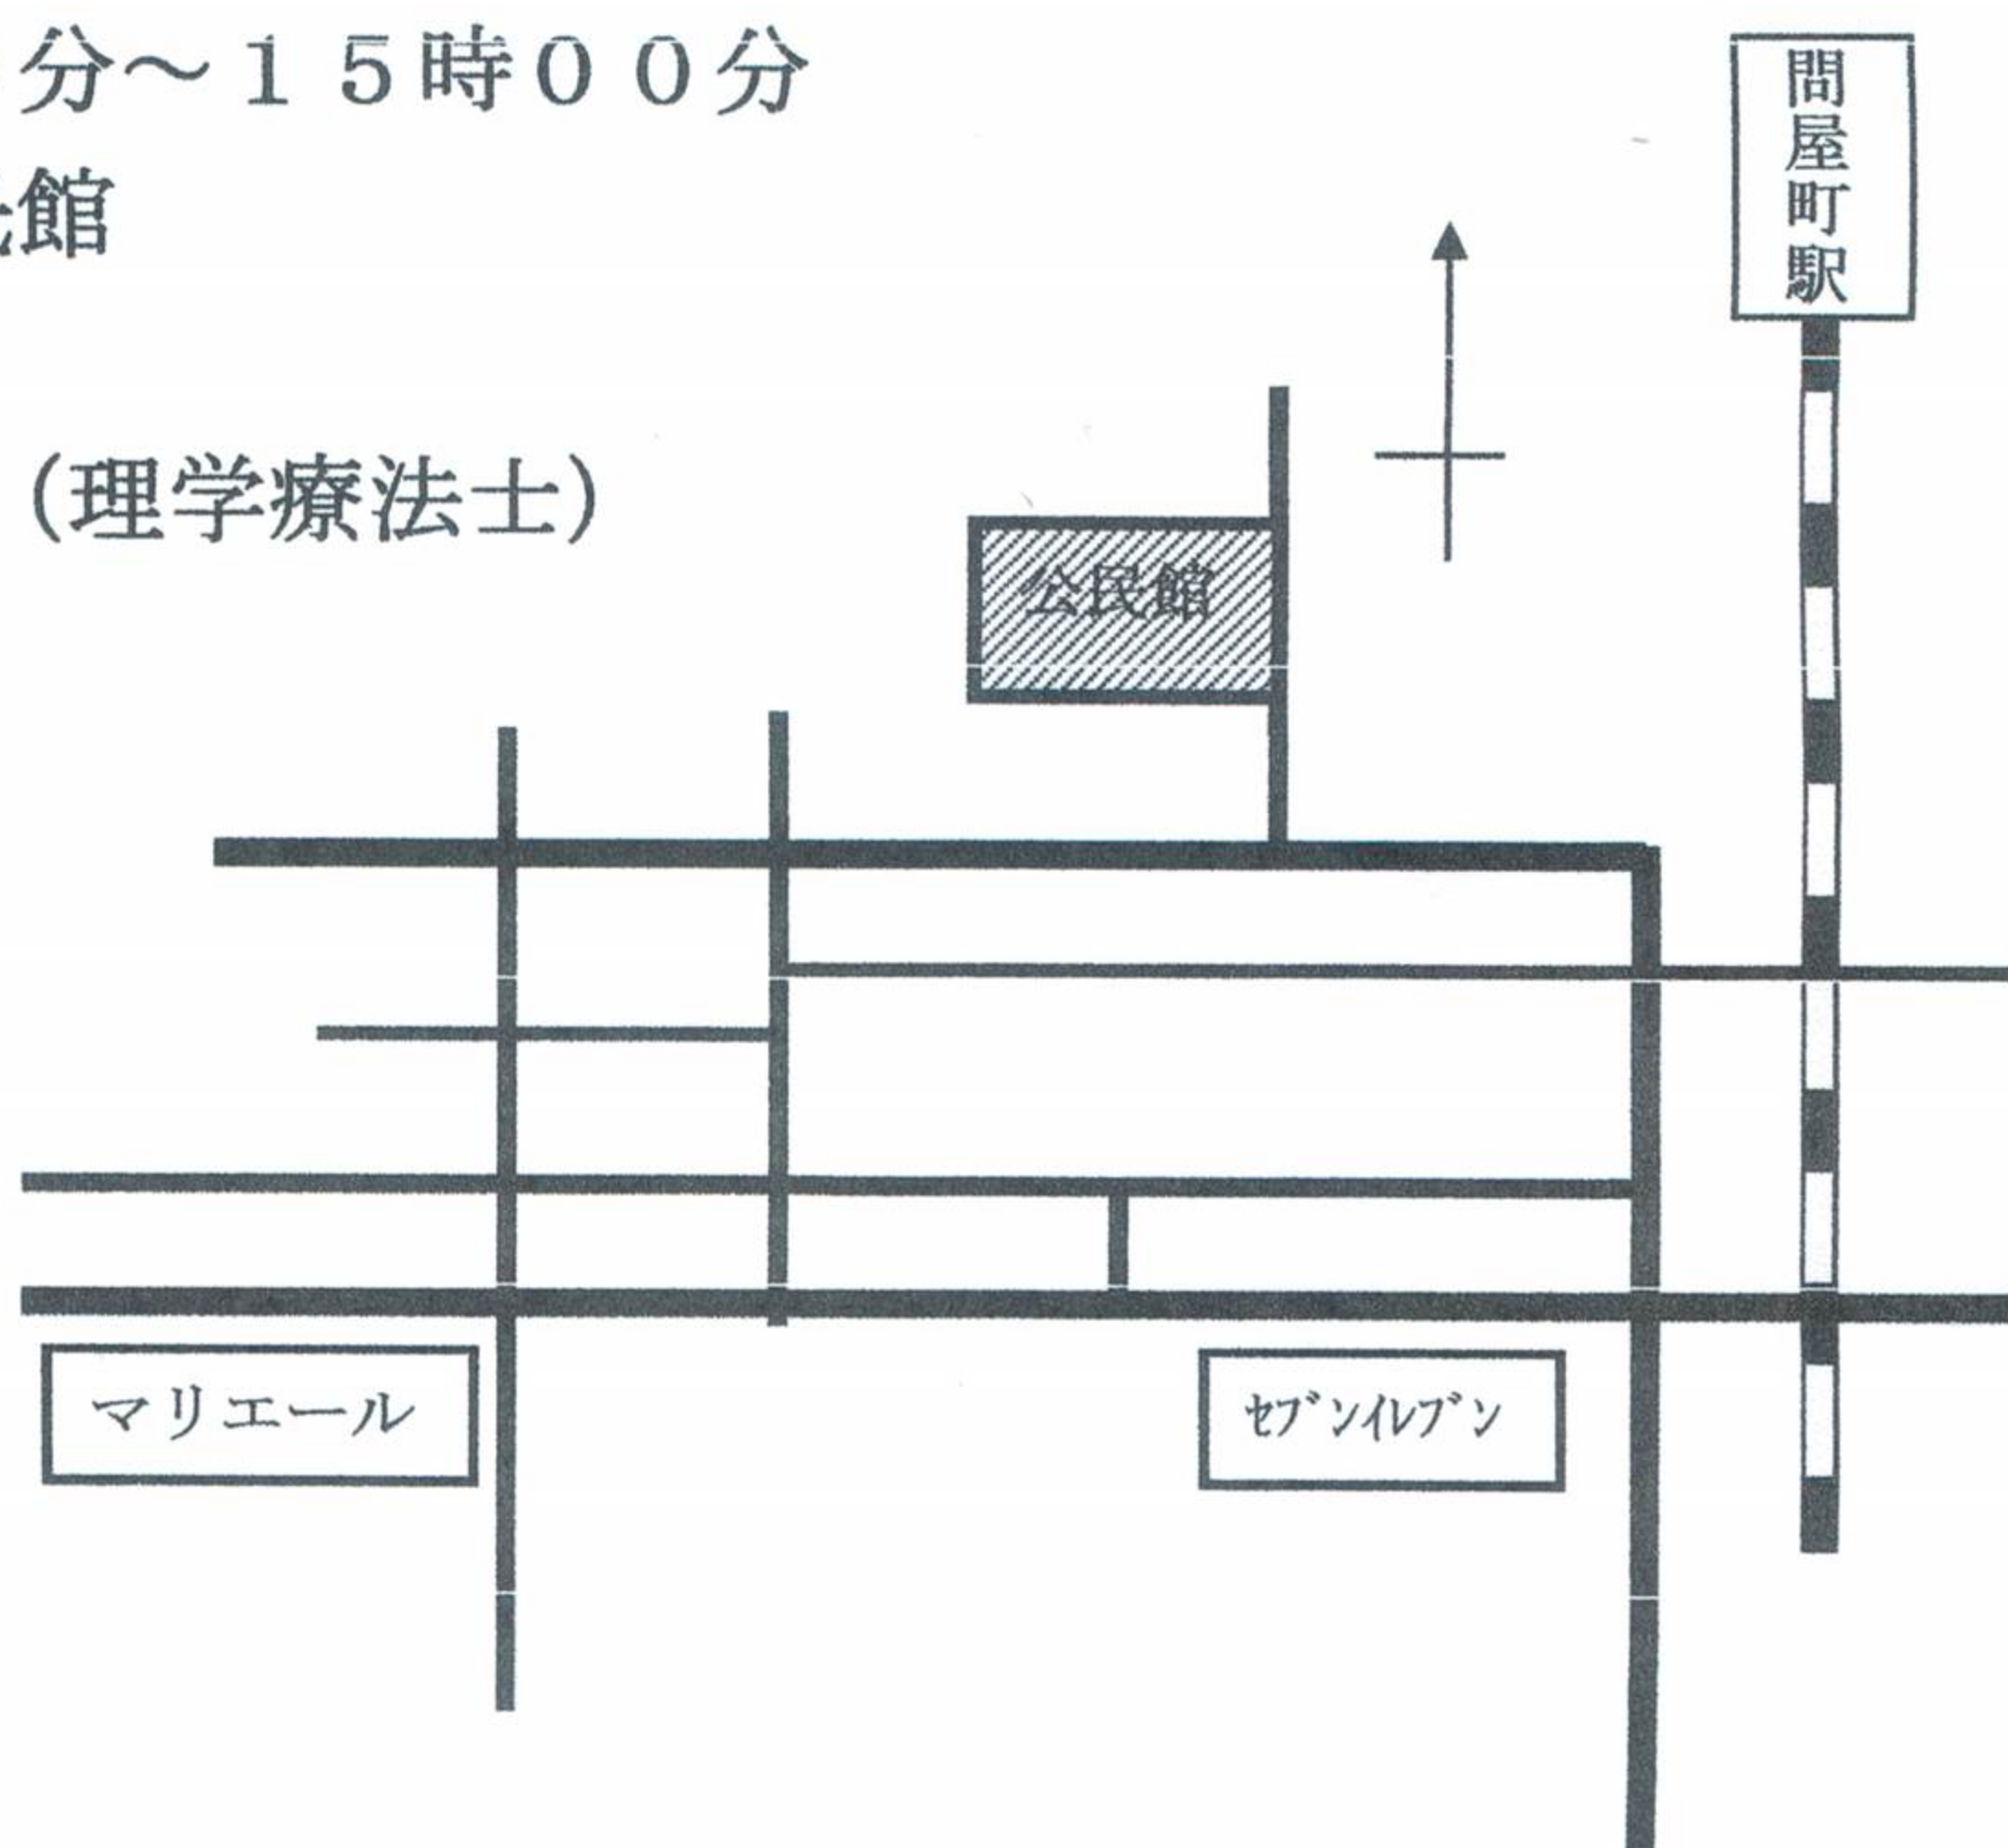 分～１５時００分
館
（理学療法士）
問屋町駅
公民館
マリエール
ｾﾌﾞﾝｲﾚﾌﾞﾝ